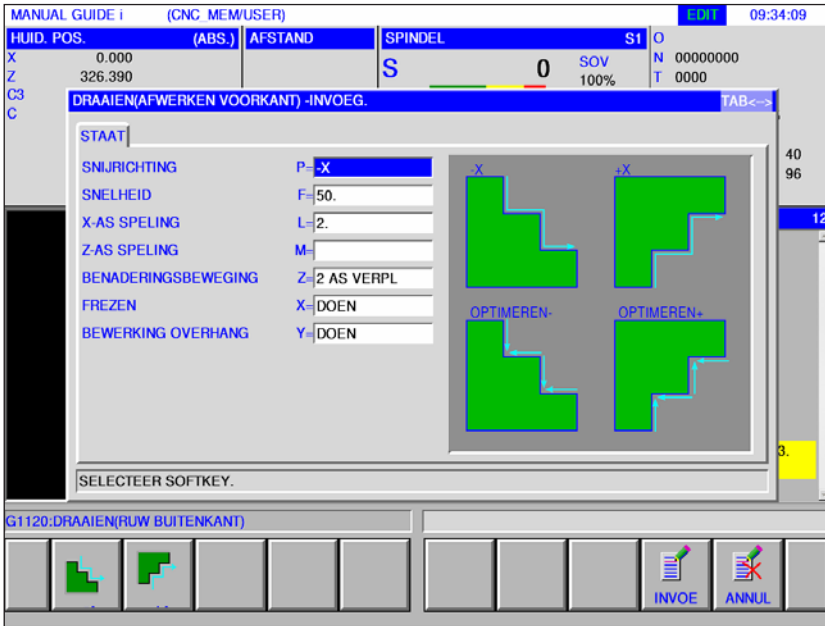 MANUAL GUIDE i (CNC_MEM/USER) EDIT 09:34:09
HUID. POS. (ABS.) AFSTAND SPINDEL S1 O
X 0.000 N 00000000
Z 326.390 S 0 SOV 100% T 0000
C3
C
DRAAIEN(AFWERKEN VOORKANT) -INVOEG. TAB<-->
STAAT
40
96
12
SNIJRICHTING P= -X
SNELHEID F= 50.
X-AS SPELING L= 2.
Z-AS SPELING M=
BENADERINGSBEWEGING Z= 2 AS VERPL
FREZEN X= DOEN
BEWERKING OVERHANG Y= DOEN
-X +X
OPTIMEREN- OPTIMEREN+
3.
SELECTEER SOFTKEY.
G1120:DRAAIEN(RUW BUITENKANT)
INVOE ANNUL